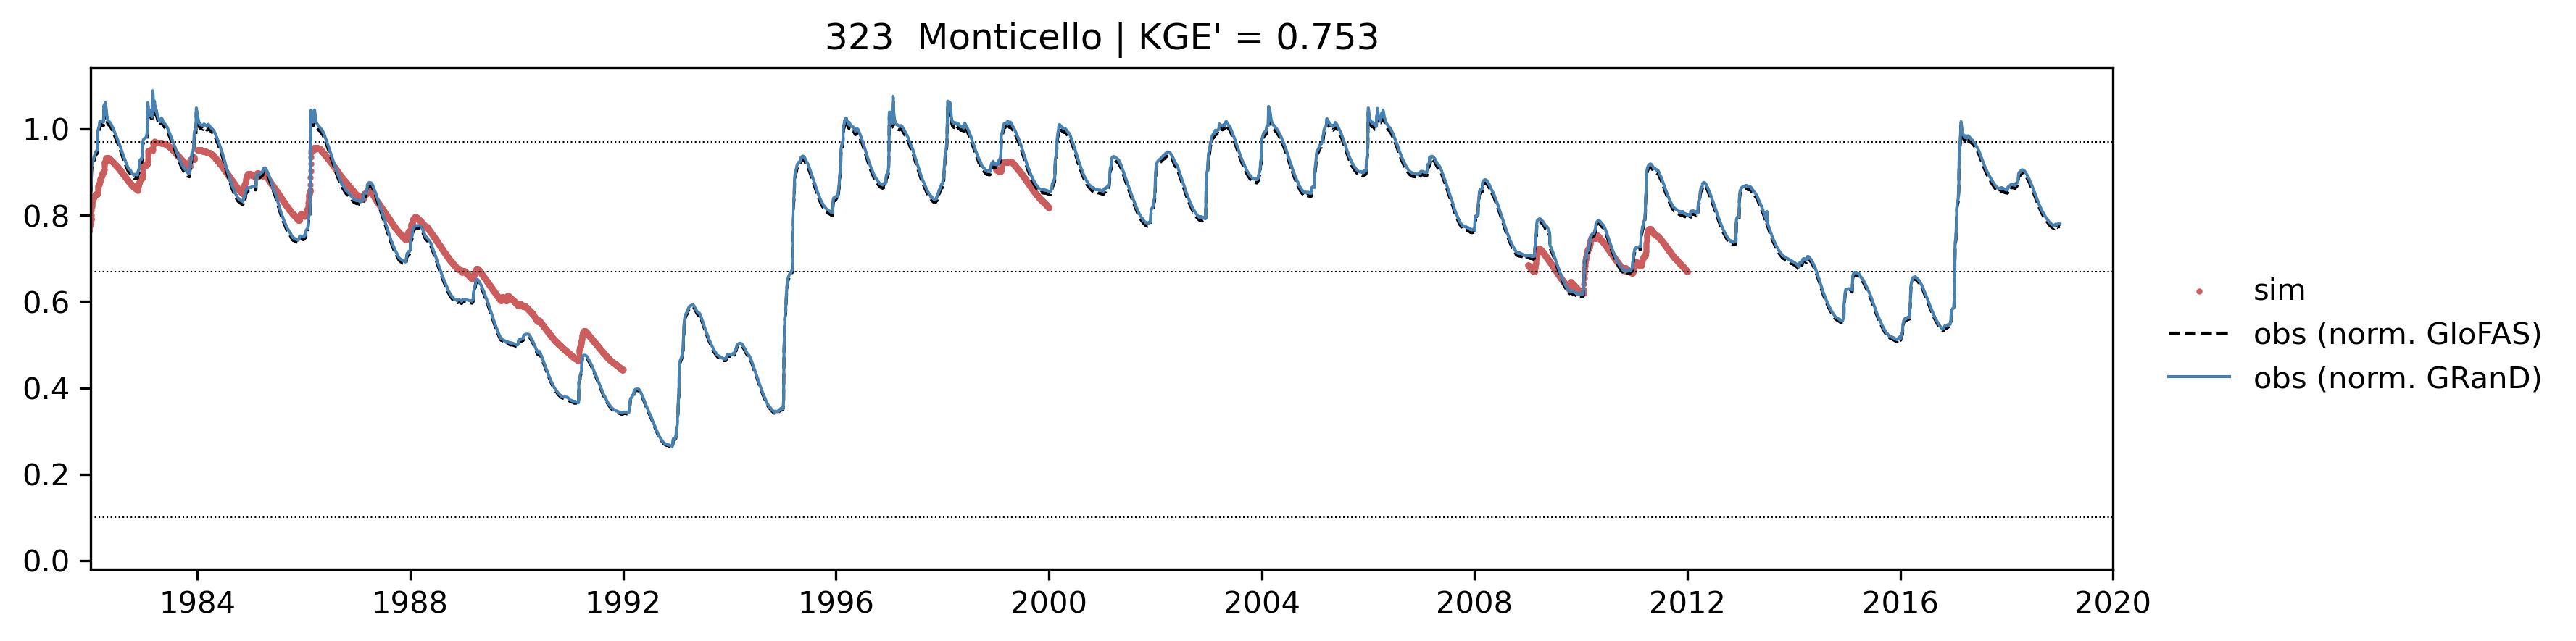 323  Monticello | KGE' = 0.753
1.0
0.8
0.6
0.4
0.2
0.0
1984 1988 1992 1996 2000 2004 2008 2012 2016 2020
sim
obs (norm. GloFAS)
obs (norm. GRanD)